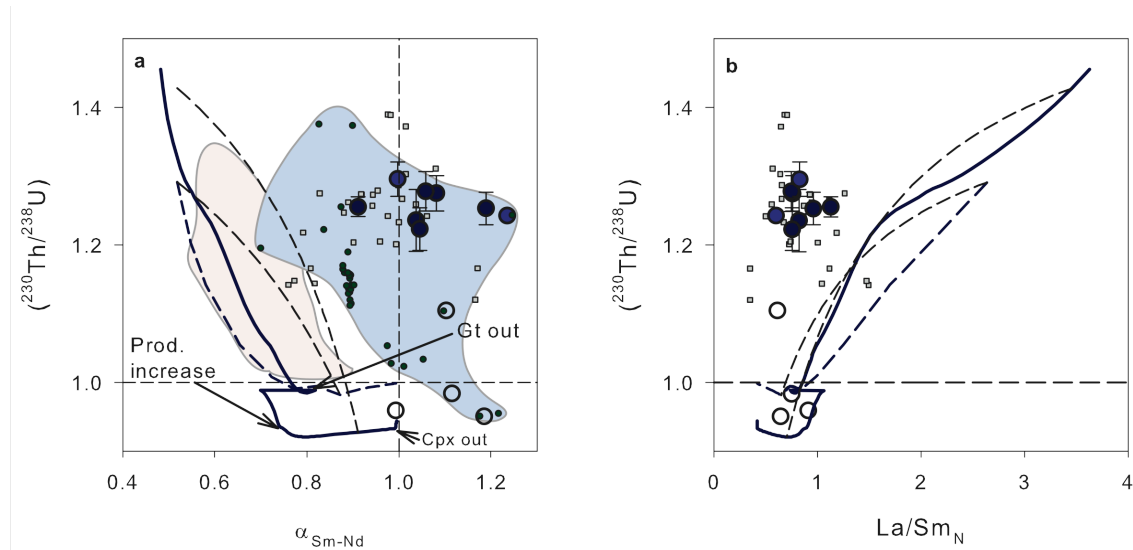 a
b
1.4
1.2
1.0
(²³⁰Th/²³⁸U)
Prod.
increase
Gt out
Cpx out
0.4 0.6 0.8 1.0 1.2
α Sm-Nd
1.4
1.2
1.0
(²³⁰Th/²³⁸U)
0 1 2 3 4
La/Sm N